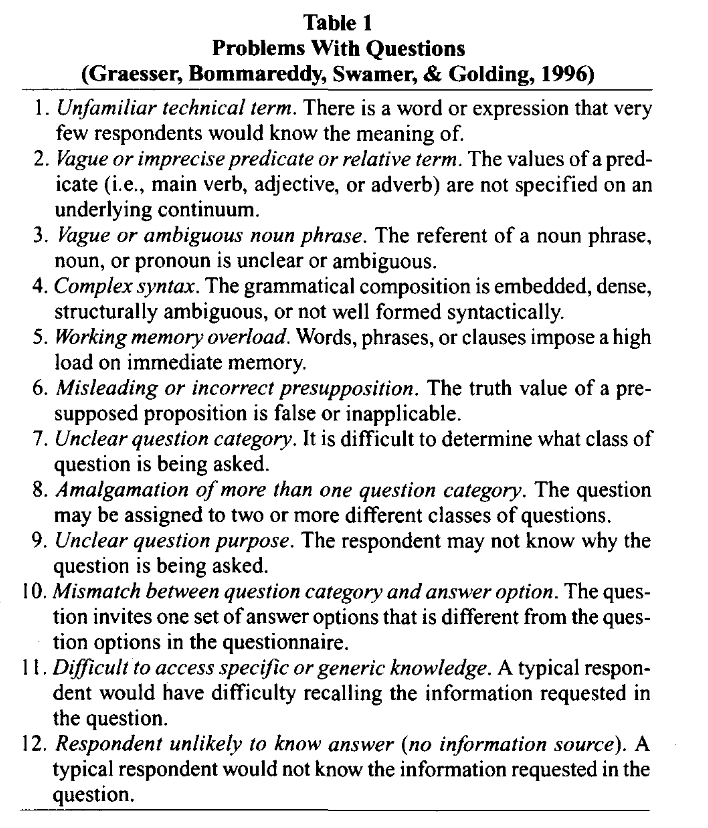 Table 1
Problems With Questions
(Graesser, Bommareddy, Swamer, & Golding, 1996)
1. Unfamiliar technical term. There is a word or expression that very
few respondents would know the meaning of.
2. Vague or imprecise predicate or relative term. The values of a pred-
icate (i.e., main verb, adjective, or adverb) are not specified on an
underlying continuum.
3. Vague or ambiguous noun phrase. The referent of a noun phrase,
noun, or pronoun is unclear or ambiguous.
4. Complex syntax. The grammatical composition is embedded, dense,
structurally ambiguous, or not well formed syntactically.
5. Working memory overload. Words, phrases, or clauses impose a high
load on immediate memory.
6. Misleading or incorrect presupposition. The truth value of a pre-
supposed proposition is false or inapplicable.
7. Unclear question category. It is difficult to determine what class of
question is being asked.
8. Amalgamation of more than one question category. The question
may be assigned to two or more different classes of questions.
9. Unclear question purpose. The respondent may not know why the
question is being asked.
10. Mismatch between question category and answer option. The ques-
tion invites one set of answer options that is different from the ques-
tion options in the questionnaire.
11. Difficult to access specific or generic knowledge. A typical respon-
dent would have difficulty recalling the information requested in
the question.
12. Respondent unlikely to know answer (no information source). A
typical respondent would not know the information requested in the
question.